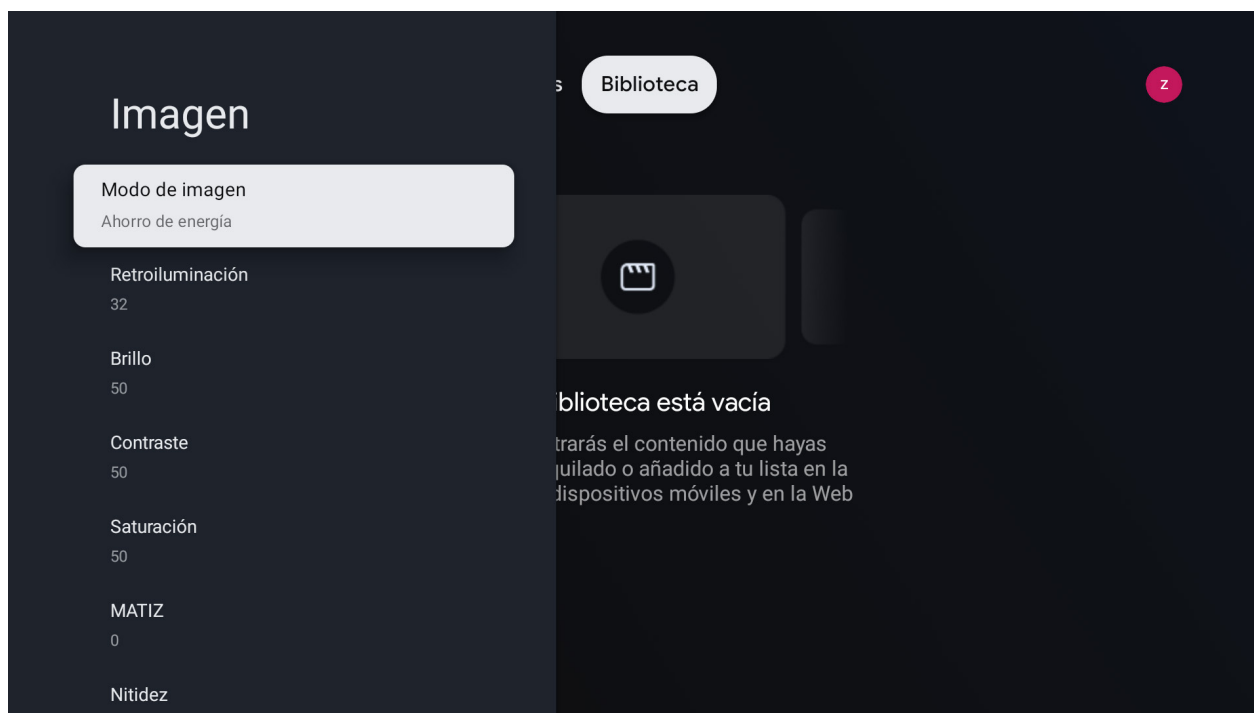 Imagen
Modo de imagen
Ahorro de energía
Retroiluminación
32
Brillo
50
Contraste
50
Saturación
50
MATIZ
0
Nitidez
s Biblioteca
Z
iblioteca está vacía
trarás el contenido que hayas
uilado o añadido a tu lista en la
dispositivos móviles y en la Web